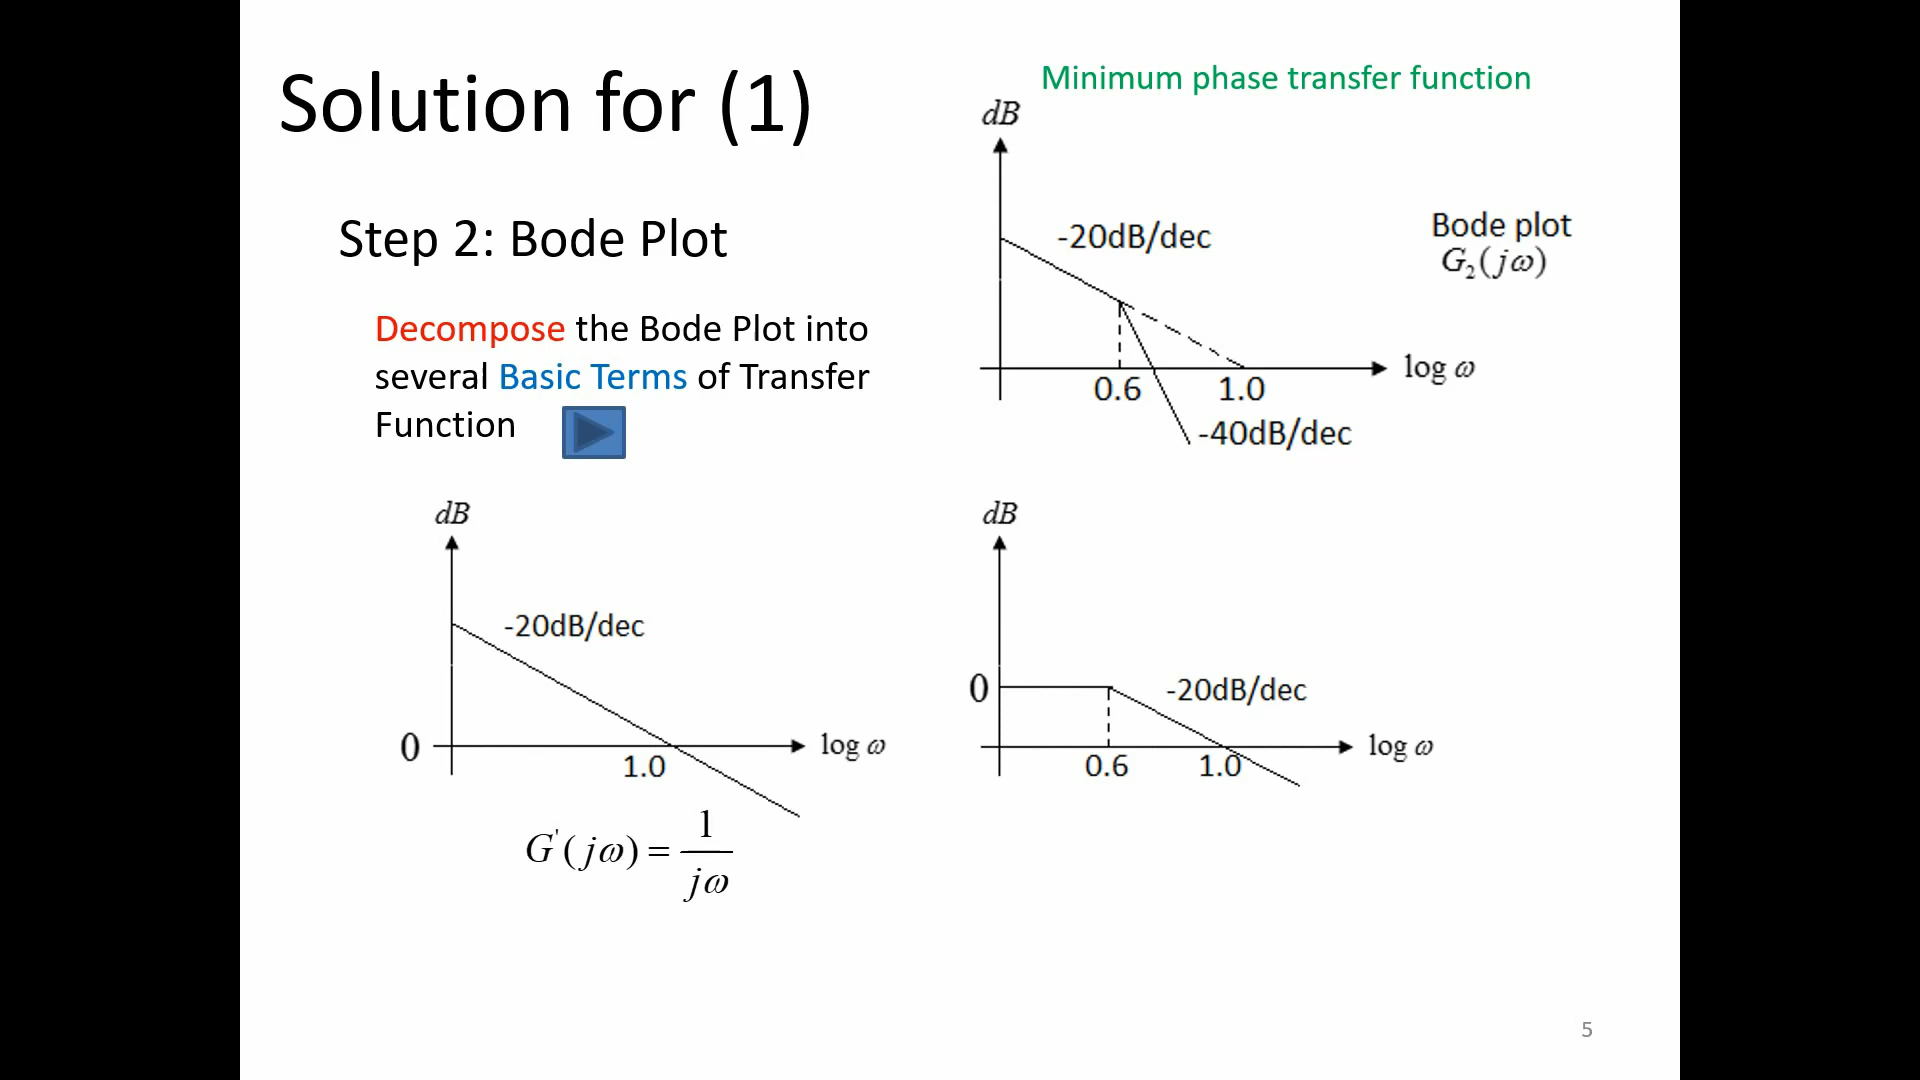 Solution for (1)
Minimum phase transfer function
dB
-20dB/dec
Bode plot
G₂(jω)
log ω
0.6
1.0
-40dB/dec
Step 2: Bode Plot
Decompose the Bode Plot into
several Basic Terms of Transfer
Function
dB
-20dB/dec
0
log ω
1.0
G'(jω) = 1/jω
dB
0
-20dB/dec
log ω
0.6
1.0
5